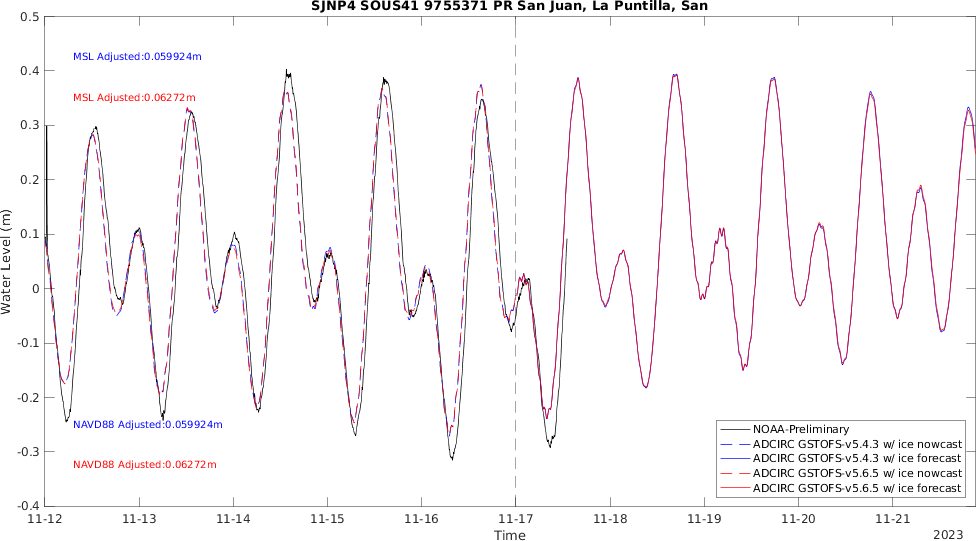 SJNP4 SOUS41 9755371 PR San Juan, La Puntilla, San
0.5
0.4
0.3
0.2
0.1
0
-0.1
-0.2
-0.3
-0.4
Water Level (m)
MSL Adjusted:0.059924m
MSL Adjusted:0.06272m
NAVD88 Adjusted:0.059924m
NAVD88 Adjusted:0.06272m
NOAA-Preliminary
ADCIRC GSTOFS-v5.4.3 w/ ice nowcast
ADCIRC GSTOFS-v5.4.3 w/ ice forecast
ADCIRC GSTOFS-v5.6.5 w/ ice nowcast
ADCIRC GSTOFS-v5.6.5 w/ ice forecast
11-12 11-13 11-14 11-15 11-16 11-17 11-18 11-19 11-20 11-21
Time
2023